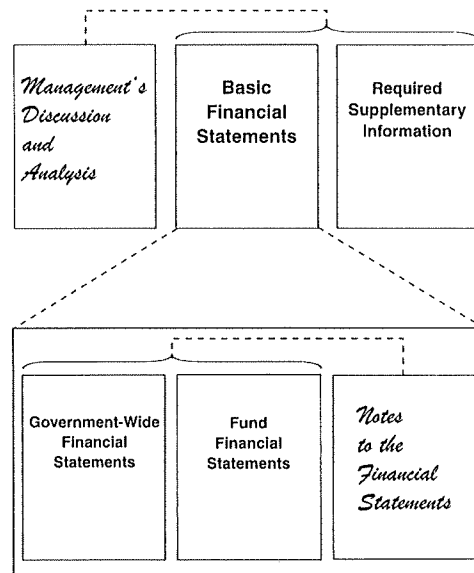 Management's
Discussion
and
Analysis
Basic
Financial
Statements
Required
Supplementary
Information
Government-Wide
Financial
Statements
Fund
Financial
Statements
Notes
to the
Financial
Statements